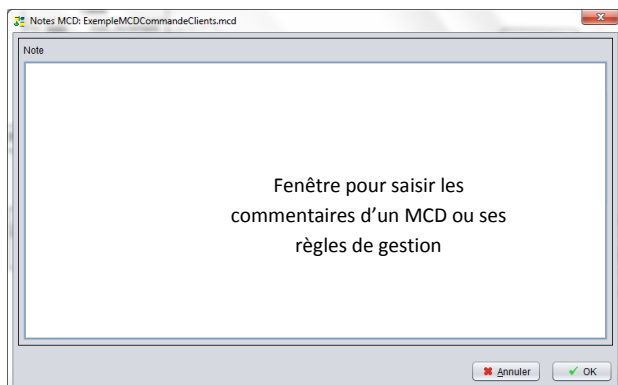 Notes MCD: ExempleMCDCommandeClients.mcd
x
Note
Fenêtre pour saisir les
commentaires d'un MCD ou ses
règles de gestion
Annuler
OK